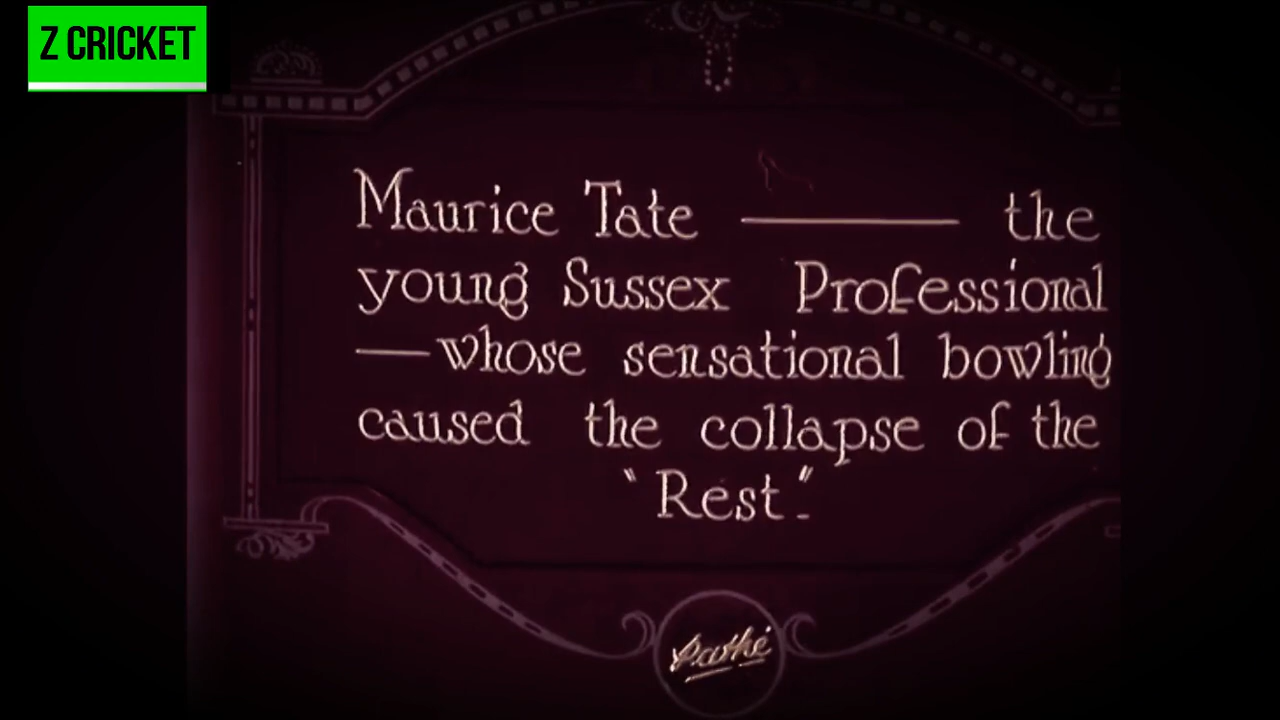 Z CRICKET
Maurice Tate — the
young Sussex Professional
— whose sensational bowling
caused the collapse of the
"Rest".
Pathé